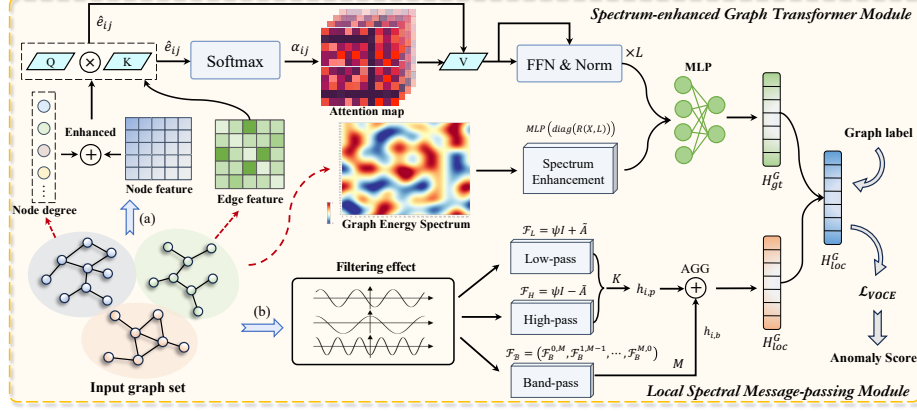 Spectrum-enhanced Graph Transformer Module
ê_ij
Q ⊗ K
ê_ij
Softmax
α_ij
Attention map
V
FFN & Norm
×L
MLP
H_gt^G
Graph label
Enhanced
+
Node degree
Node feature
Edge feature
(a)
Graph Energy Spectrum
MLP(diag(R(X,L)))
Spectrum
Enhancement
H_loc^G
ℒ_VOCE
Anomaly Score
Input graph set
(b)
Filtering effect
ℱ_L = ψI + Ã
Low-pass
ℱ_H = ψI − Ã
High-pass
ℱ_B = (ℱ_B^{0,M}, ℱ_B^{1,M−1}, ⋯, ℱ_B^{M,0})
Band-pass
K
h_{i,p}
AGG
+
h_{i,b}
M
H_loc^G
Local Spectral Message-passing Module